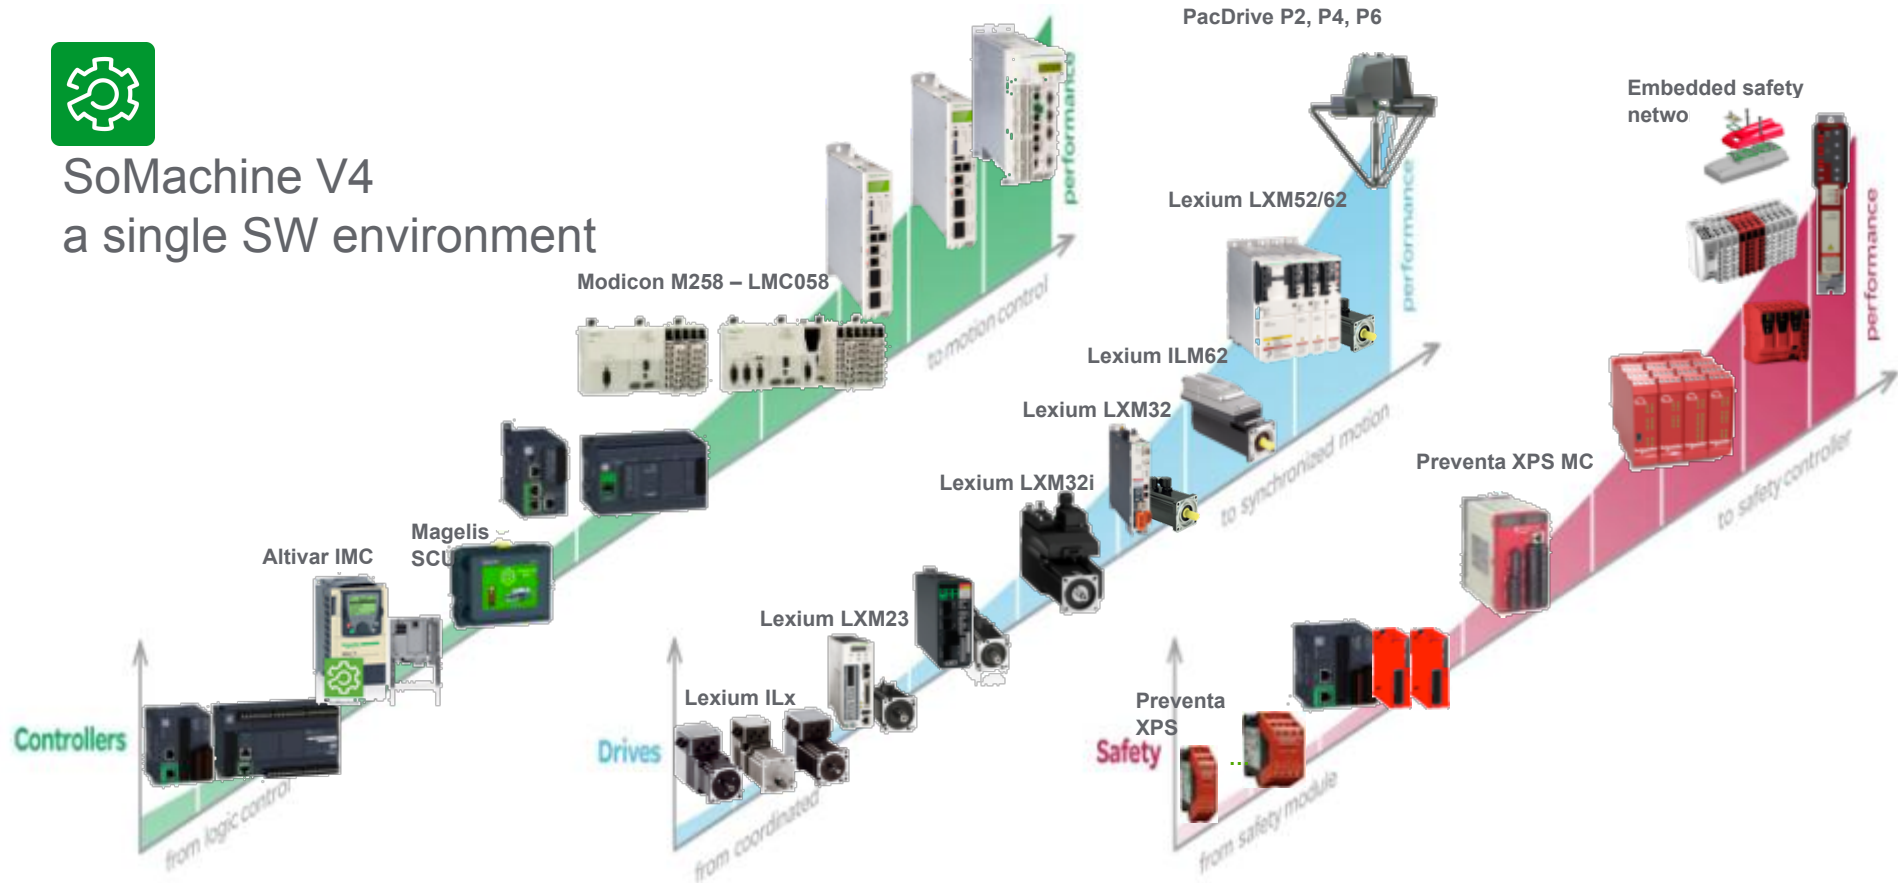 SoMachine V4
a single SW environment
Controllers
from logic control
to motion control
performance
Altivar IMC
Magelis
SCU
Modicon M258 – LMC058
Drives
from coordinated
to synchronized motion
performance
Lexium ILx
Lexium LXM23
Lexium LXM32i
Lexium LXM32
Lexium ILM62
Lexium LXM52/62
PacDrive P2, P4, P6
Safety
from safety module
to safety controller
performance
Preventa
XPS
...
Preventa XPS MC
Embedded safety
netwo